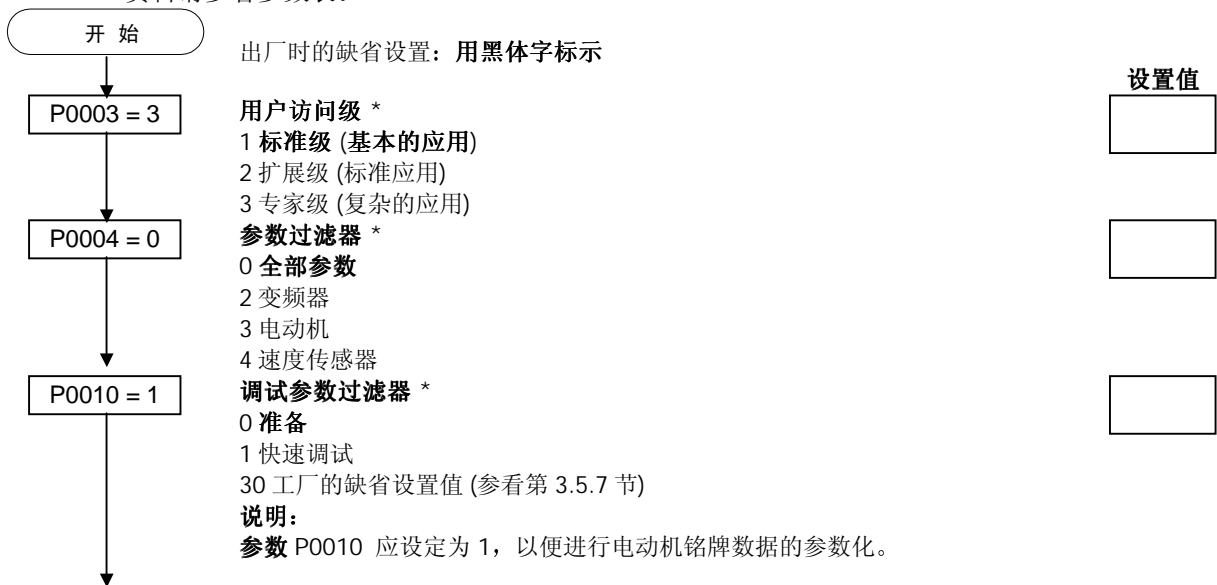 开 始
出厂时的缺省设置：用黑体字标示
设置值
P0003 = 3
用户访问级 *
1 标准级 (基本的应用)
2 扩展级 (标准应用)
3 专家级 (复杂的应用)
P0004 = 0
参数过滤器 *
0 全部参数
2 变频器
3 电动机
4 速度传感器
P0010 = 1
调试参数过滤器 *
0 准备
1 快速调试
30 工厂的缺省设置值 (参看第 3.5.7 节)
说明：
参数 P0010 应设定为 1，以便进行电动机铭牌数据的参数化。